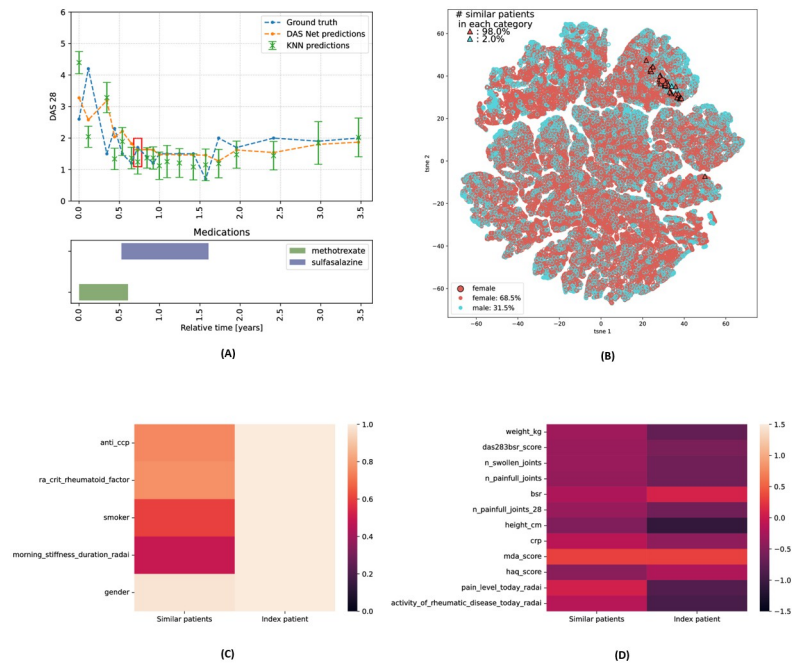 6
5
4
3
2
1
0
DAS 28
Ground truth
DAS Net predictions
KNN predictions
0.0
0.5
1.0
1.5
2.0
2.5
3.0
3.5
Medications
methotrexate
sulfasalazine
0.0
0.5
1.0
1.5
2.0
2.5
3.0
3.5
Relative time [years]
(A)
# similar patients
in each category
: 98.0%
: 2.0%
60
40
20
0
−20
−40
−60
tsne 2
female
female: 68.5%
male: 31.5%
−60
−40
−20
0
20
40
60
tsne 1
(B)
anti_ccp
ra_crit_rheumatoid_factor
smoker
morning_stiffness_duration_radai
gender
Similar patients
Index patient
1.0
0.8
0.6
0.4
0.2
0.0
(C)
weight_kg
das283bsr_score
n_swollen_joints
n_painfull_joints
bsr
n_painfull_joints_28
height_cm
crp
mda_score
haq_score
pain_level_today_radai
activity_of_rheumatic_disease_today_radai
Similar patients
Index patient
1.5
1.0
0.5
0.0
−0.5
−1.0
−1.5
(D)